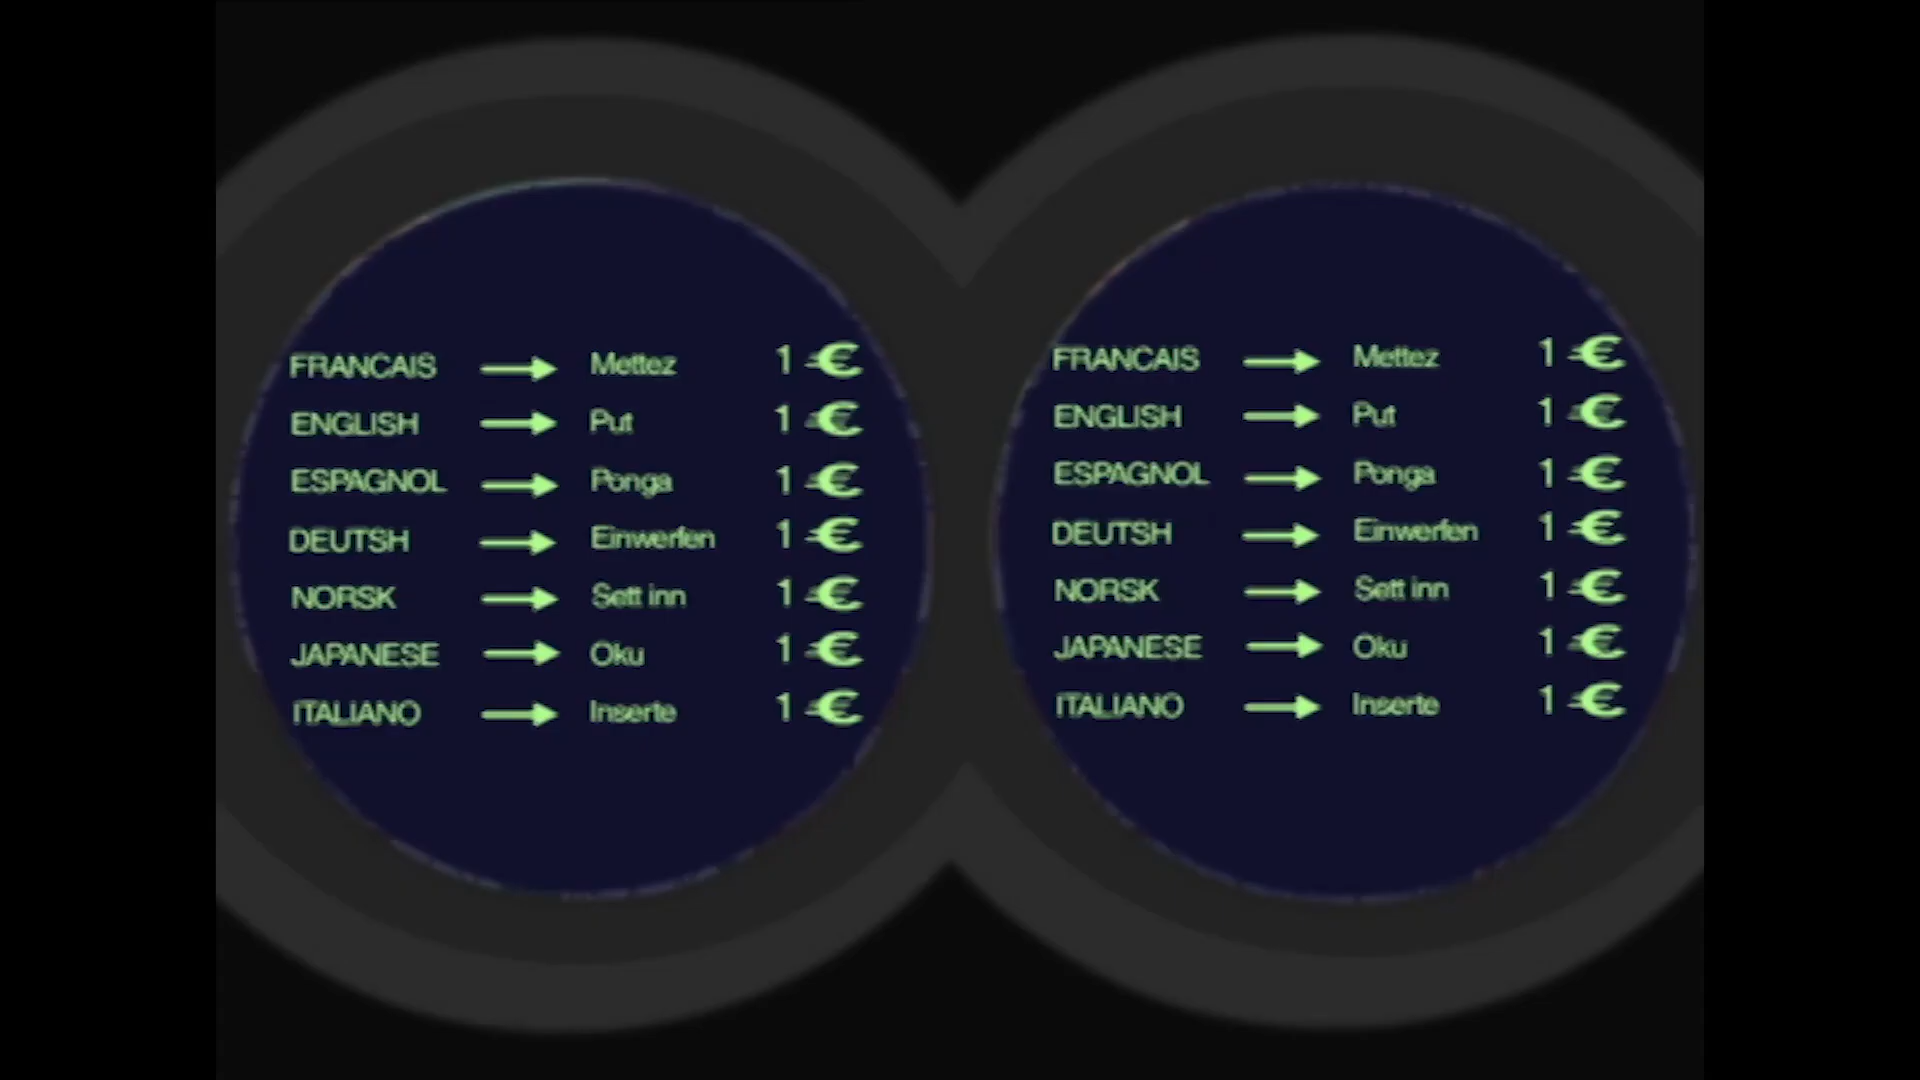 FRANCAIS → Mettez 1 €
ENGLISH → Put 1 €
ESPAGNOL → Ponga 1 €
DEUTSH → Einwerfen 1 €
NORSK → Sett inn 1 €
JAPANESE → Oku 1 €
ITALIANO → Inserte 1 €
FRANCAIS → Mettez 1 €
ENGLISH → Put 1 €
ESPAGNOL → Ponga 1 €
DEUTSH → Einwerfen 1 €
NORSK → Sett inn 1 €
JAPANESE → Oku 1 €
ITALIANO → Inserte 1 €